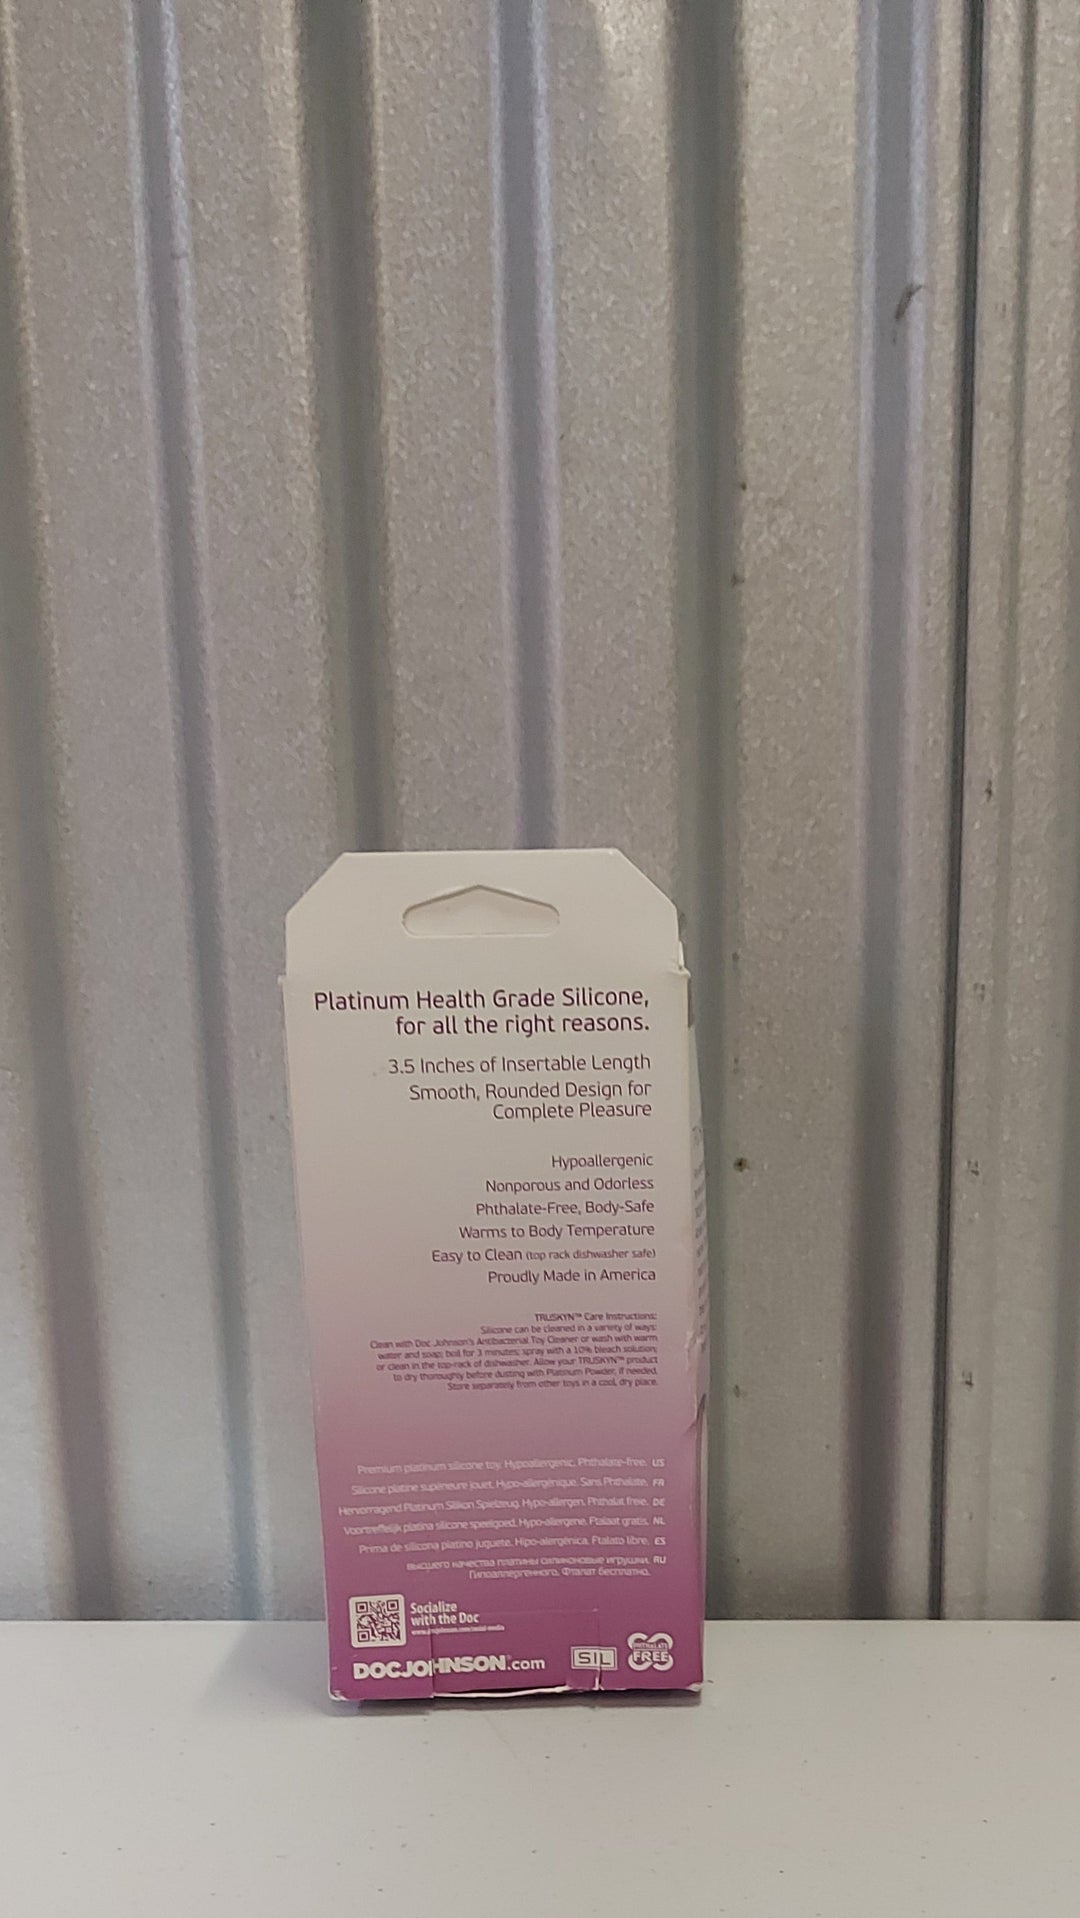 Platinum Health Grade Silicone,
for all the right reasons.
3.5 Inches of Insertable Length
Smooth, Rounded Design for
Complete Pleasure
Hypoallergenic
Nonporous and Odorless
Phthalate-Free, Body-Safe
Warms to Body Temperature
Easy to Clean (top rack dishwasher safe)
Proudly Made in America
TRUSKYN™ Care Instructions:
Silicone can be cleaned in a variety of ways:
Clean with Doc Johnson's Antibacterial Toy Cleaner or wash with warm
water and soap; boil for 3 minutes; spray with a 10% bleach solution;
or clean in the top-rack of dishwasher. Allow your TRUSKYN™ product
to dry thoroughly before dusting with Platinum Powder, if needed.
Store separately from other toys in a cool, dry place.
Premium platinum silicone toy. Hypoallergenic, Phthalate-free. US
Silicone platine supérieure jouet. Hypo-allergénique. Sans Phthalate. FR
Hervorragend Platinum Silikon Spielzeug. Hypo-allergen. Phthalat freie. DE
Voortreffelijk platina silicone speelgoed. Hypo-allergene. Ftalaat gratis. NL
Prima de silicona platino juguete. Hipo-alergénica. Ftalato libre. ES
высшего качества платины силиконовые игрушки. RU
Гипоаллергенного. Фталат бесплатно.
Socialize
with the Doc
DOC JOHNSON.com
SIL
PHTHALATE
FREE